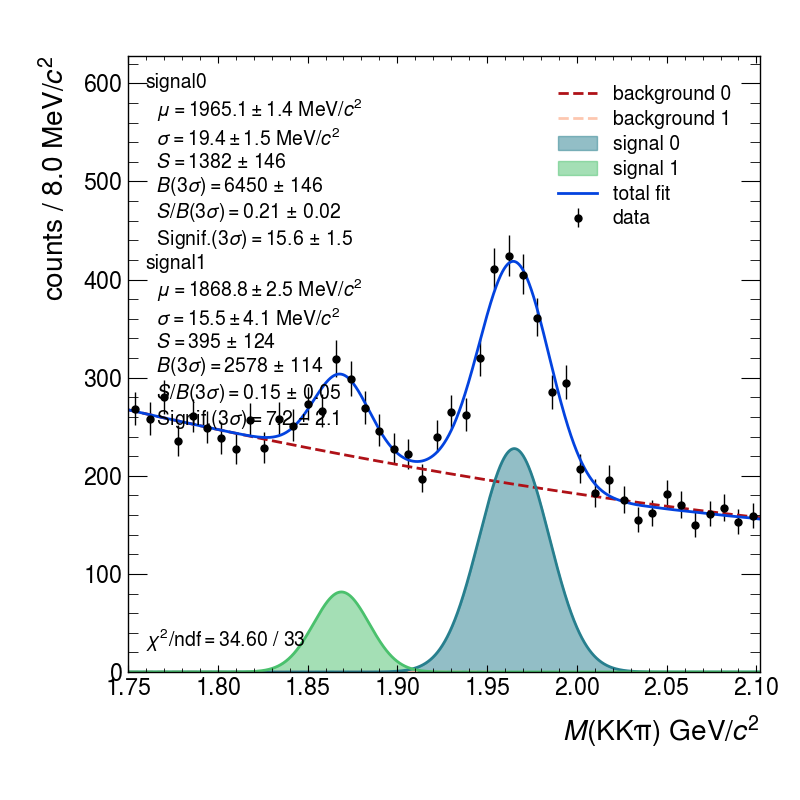 counts / 8.0 MeV/c²
600
500
400
300
200
100
0
signal0
μ = 1965.1 ± 1.4 MeV/c²
σ = 19.4 ± 1.5 MeV/c²
S = 1382 ± 146
B(3σ) = 6450 ± 146
S/B(3σ) = 0.21 ± 0.02
Signif.(3σ) = 15.6 ± 1.5
signal1
μ = 1868.8 ± 2.5 MeV/c²
σ = 15.5 ± 4.1 MeV/c²
S = 395 ± 124
B(3σ) = 2578 ± 114
S/B(3σ) = 0.15 ± 0.05
Signif.(3σ) = 7.2 ± 2.1
background 0
background 1
signal 0
signal 1
total fit
data
χ²/ndf = 34.60 / 33
1.75 1.80 1.85 1.90 1.95 2.00 2.05 2.10
M(KKπ) GeV/c²